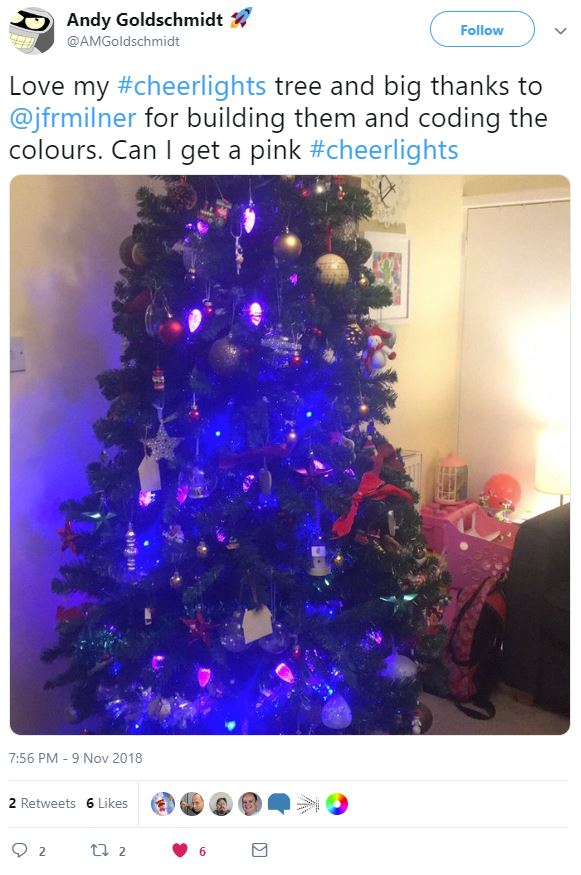 Andy Goldschmidt 🚀
@AMGoldschmidt
Follow
Love my #cheerlights tree and big thanks to
@jfrmilner for building them and coding the
colours. Can I get a pink #cheerlights
7:56 PM - 9 Nov 2018
2 Retweets 6 Likes
2 2 6